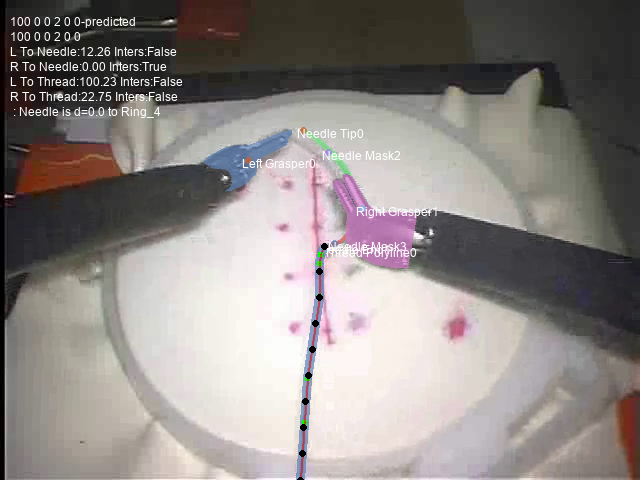 100 0 0 2 0 0-predicted
100 0 0 2 0 0
L To Needle:12.26 Inters:False
R To Needle:0.00 Inters:True
L To Thread:100.23 Inters:False
R To Thread:22.75 Inters:False
: Needle is d=0.0 to Ring_4
Needle Tip0
Needle Mask2
Left Grasper0
Right Grasper1
Needle Mask3
Thread Polyline0